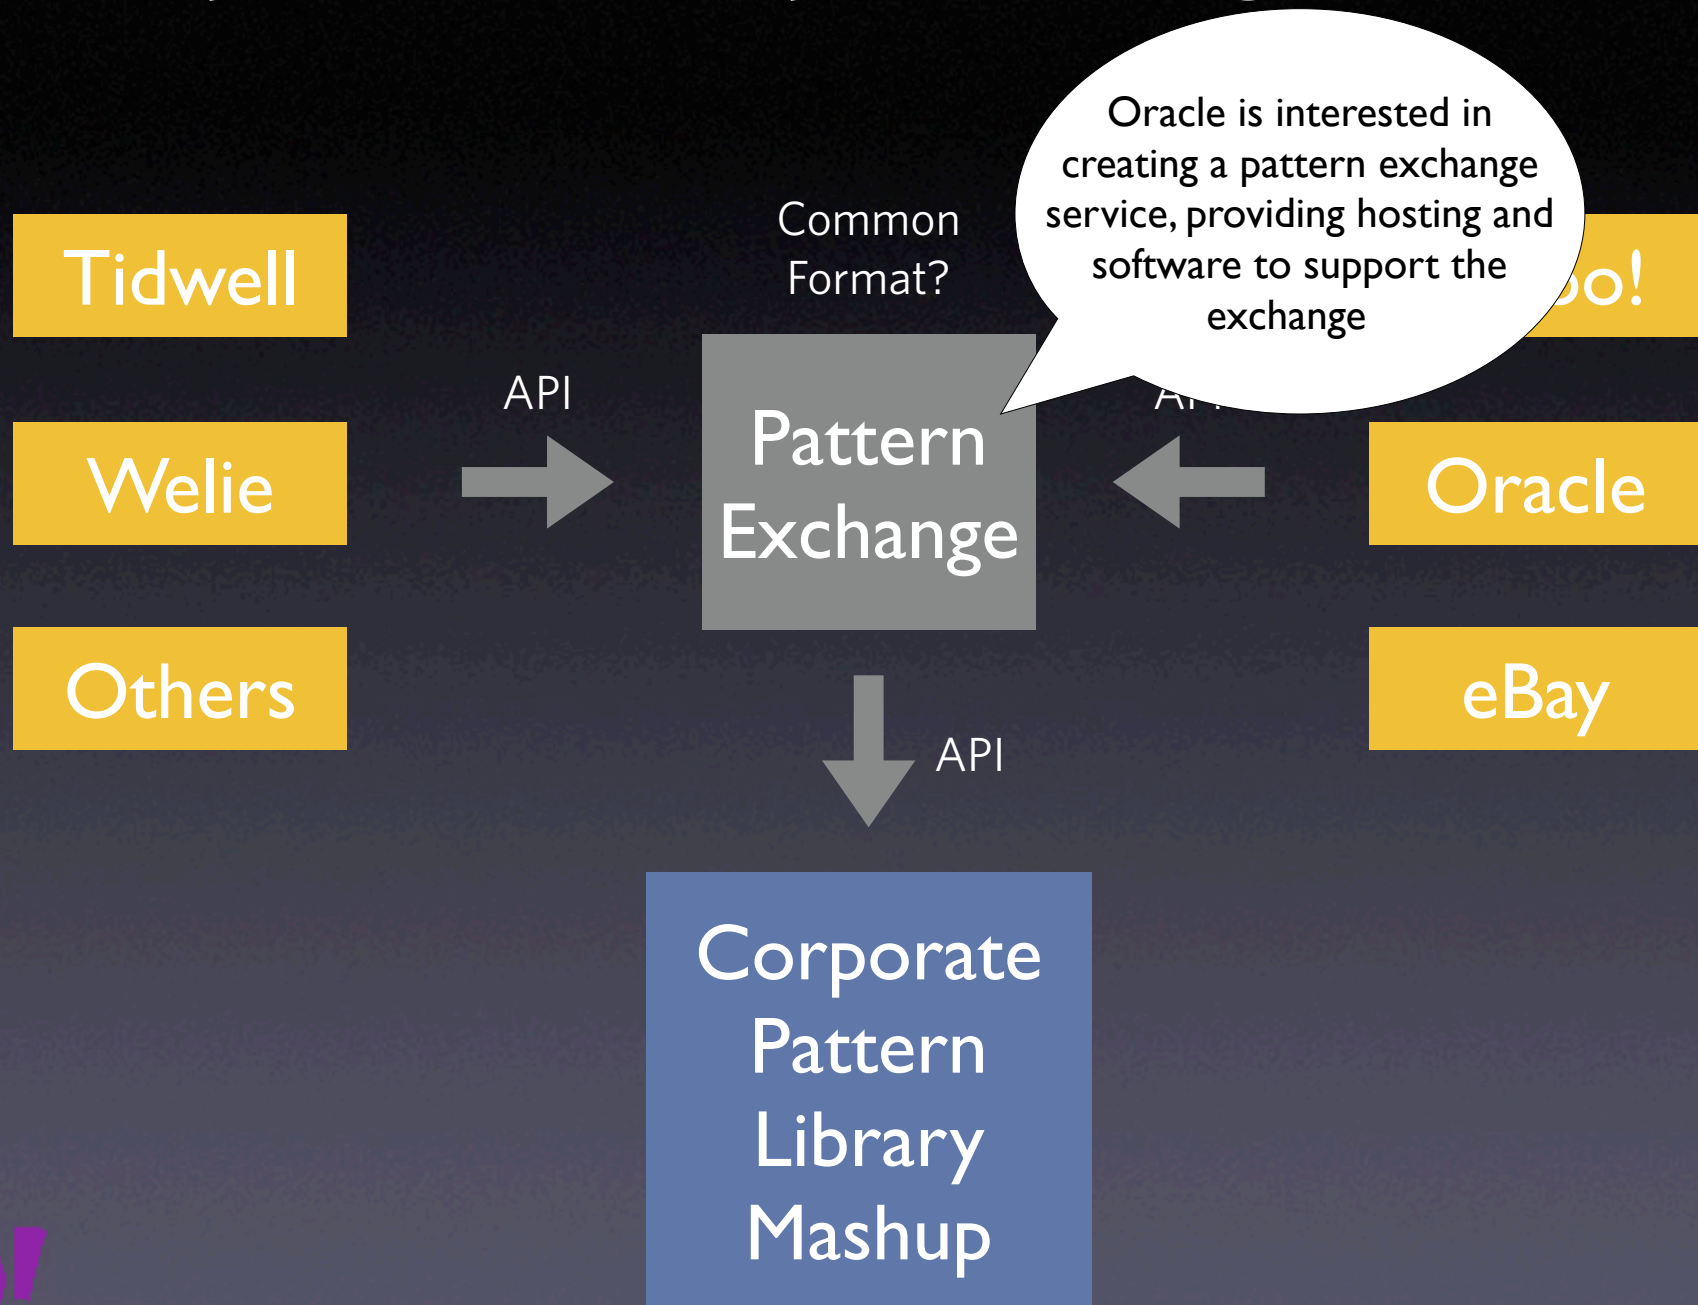 Oracle is interested in
creating a pattern exchange
service, providing hosting and
software to support the
exchange
Common
Format?
Tidwell
API
Pattern
Exchange
Oracle
Welie
Others
eBay
API
Corporate
Pattern
Library
Mashup